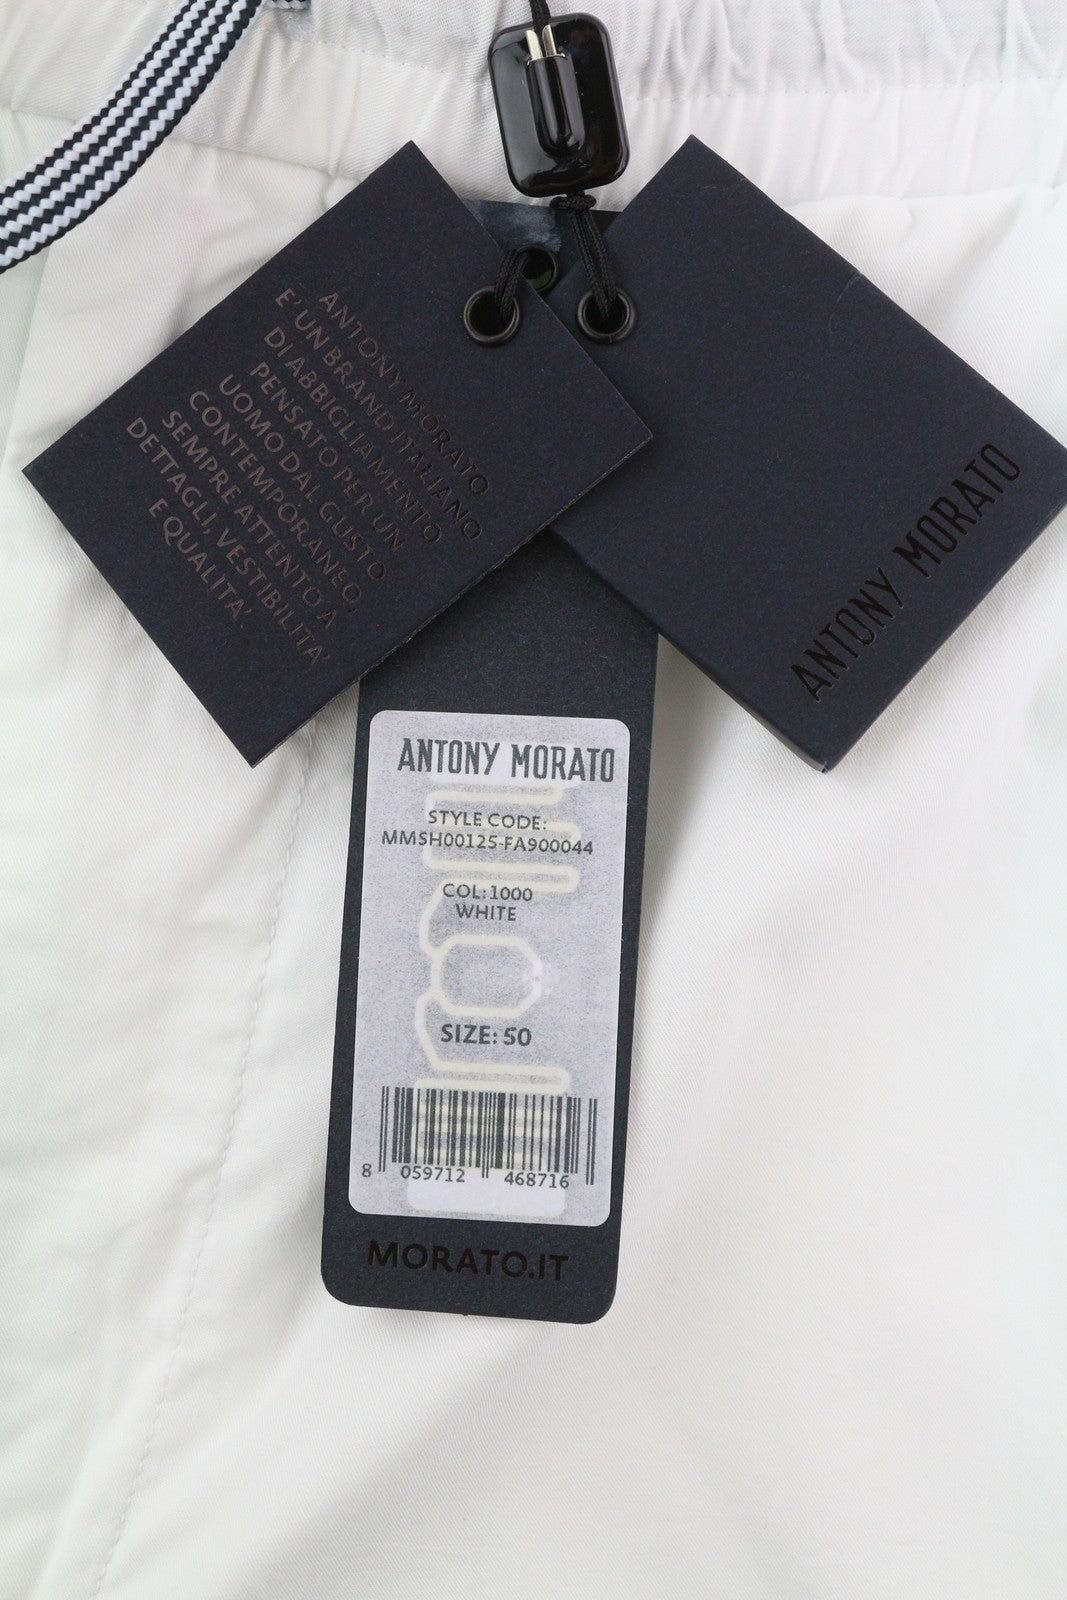 ANTONY MORATO
E' UN BRAND ITALIANO
DI ABBIGLIAMENTO
PENSATO PER UN
UOMO DAL GUSTO
CONTEMPORANEO,
SEMPRE ATTENTO A
DETTAGLI, VESTIBILITA'
E QUALITA'.
ANTONY MORATO
ANTONY MORATO
STYLE CODE:
MMSH00125-FA900044
COL: 1000
WHITE
SIZE: 50
8 059712 468716
MORATO.IT